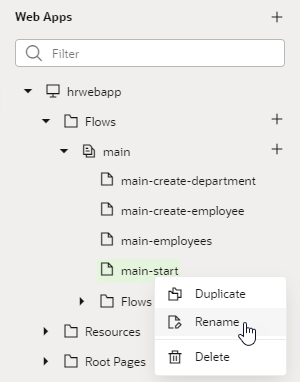 Web Apps
Filter
hrwebapp
Flows
main
main-create-department
main-create-employee
main-employees
main-start
Flows
Duplicate
Rename
Resources
Root Pages
Delete